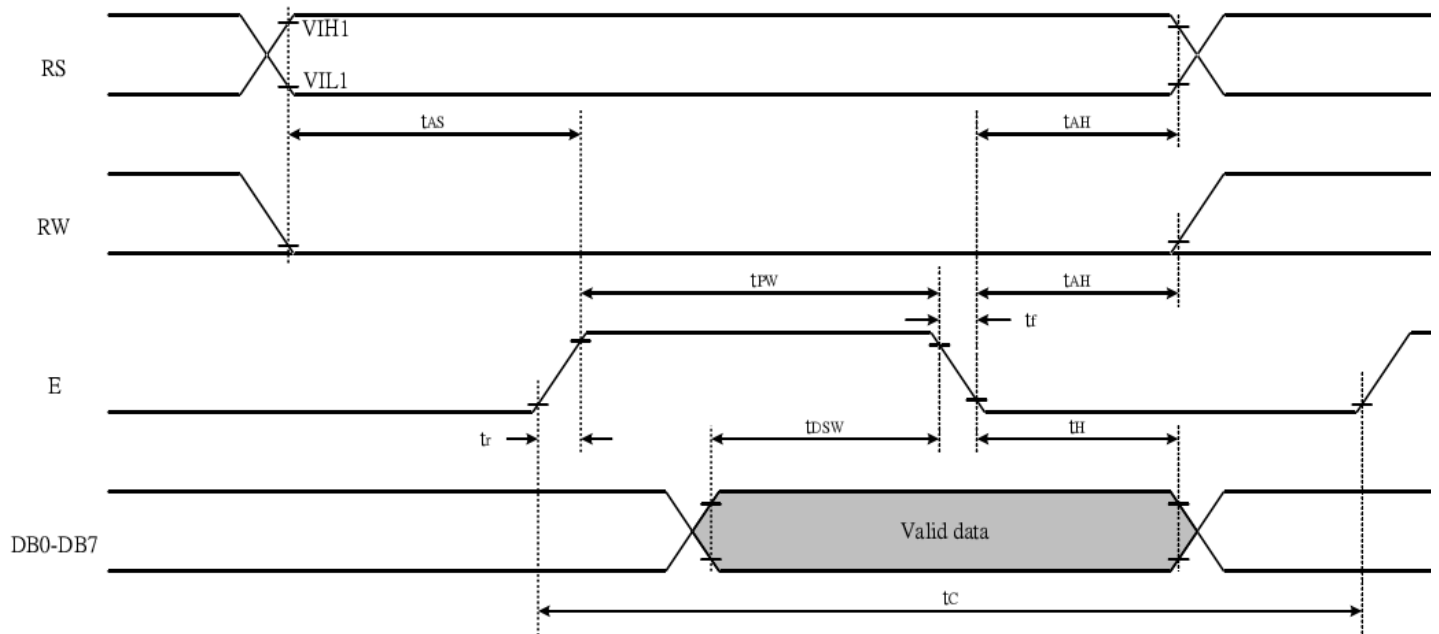 VIH1
RS
VIL1
tAS
tAH
RW
tPW
tAH
tf
E
tr
tDSW
tH
DB0-DB7
Valid data
tC